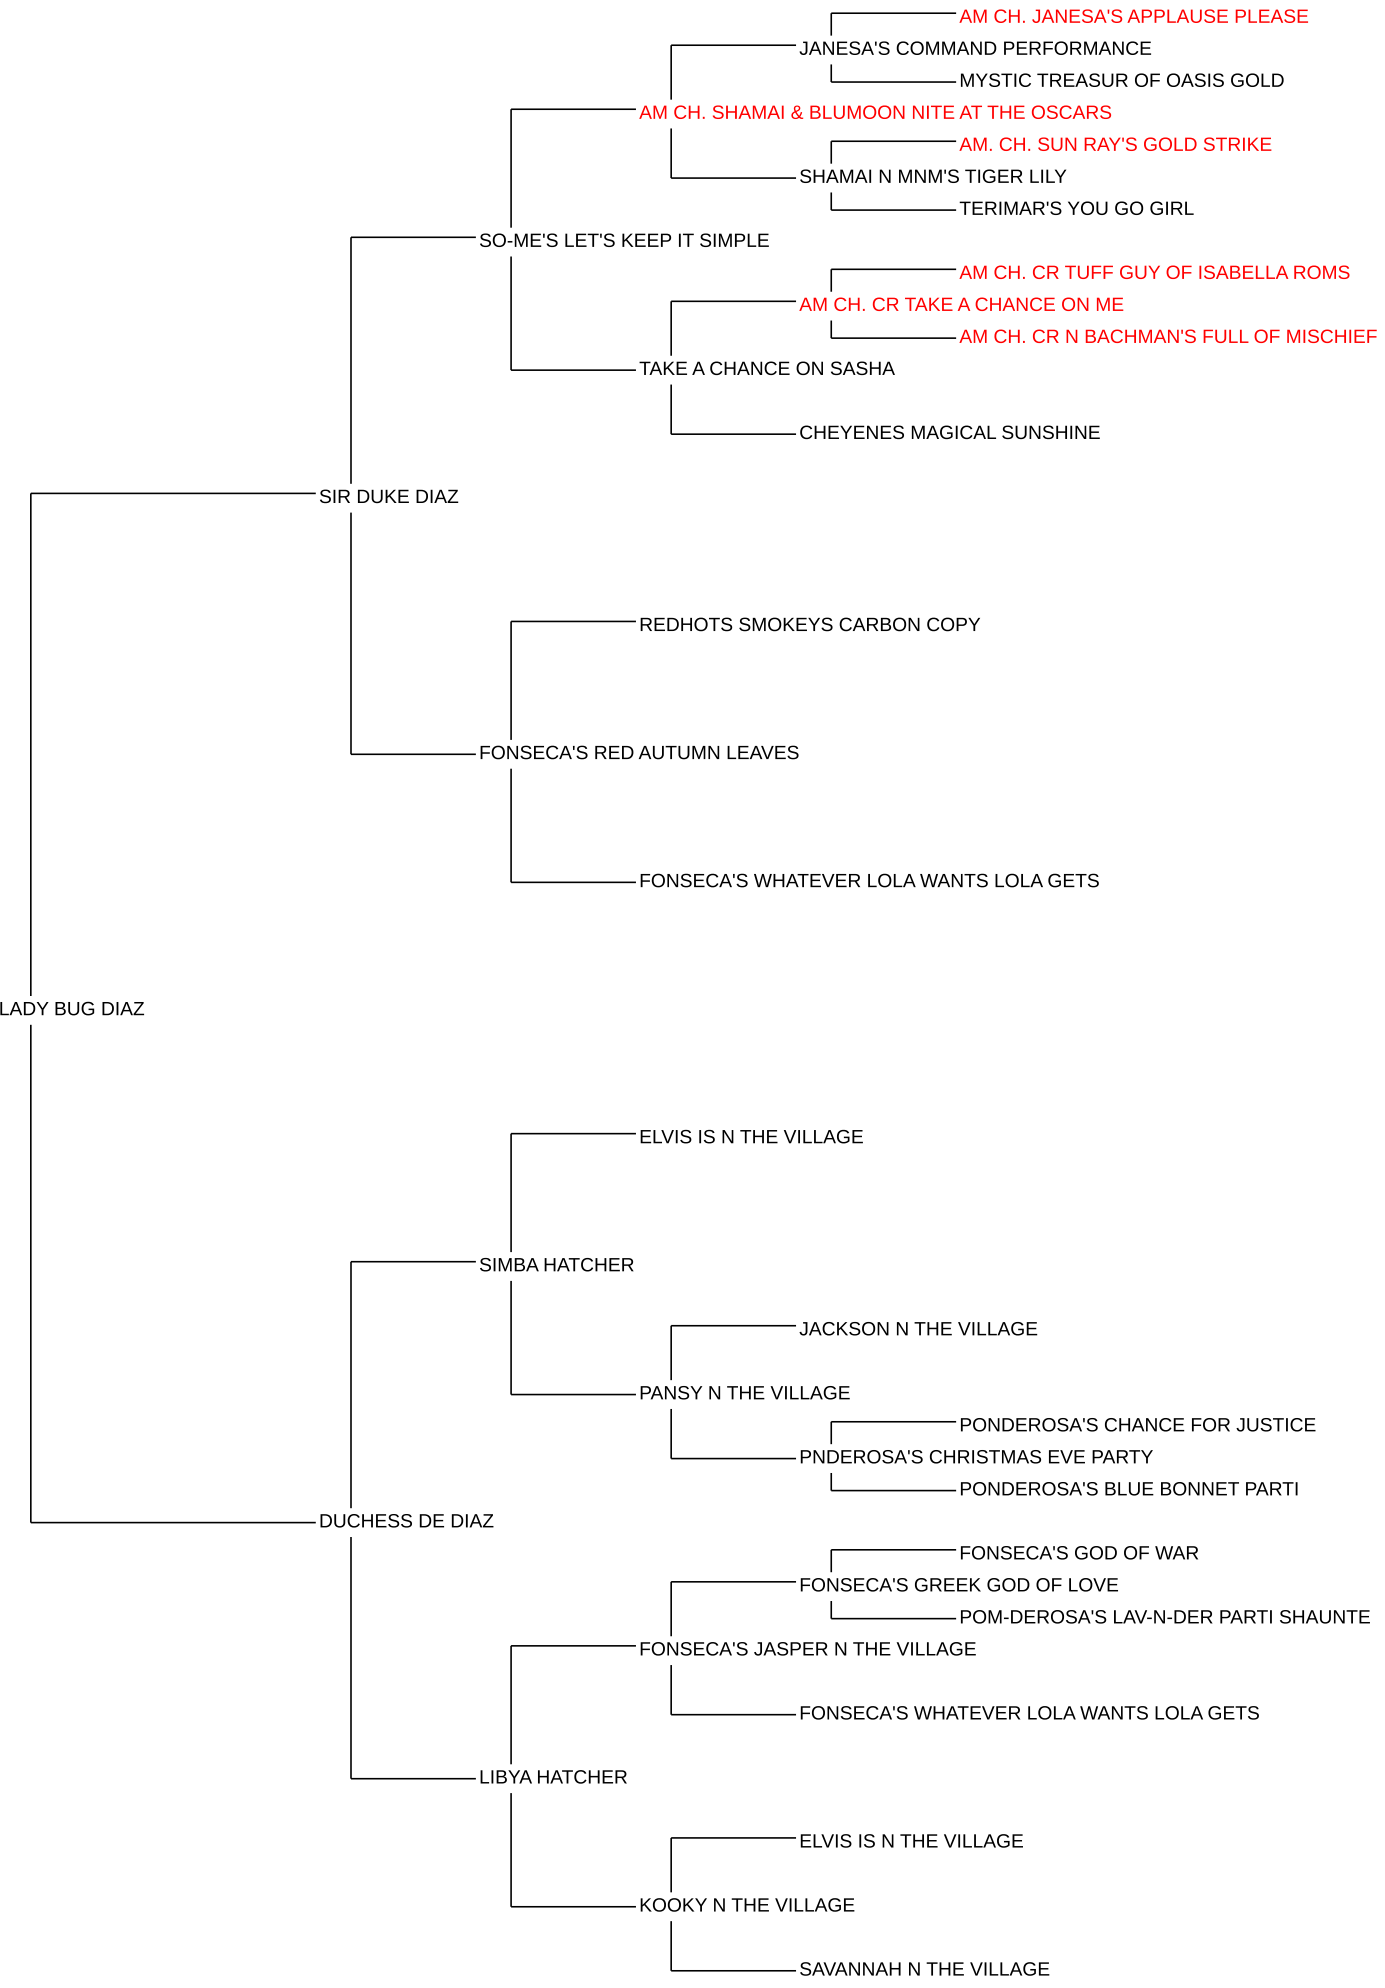 AM CH. JANESA'S APPLAUSE PLEASE
JANESA'S COMMAND PERFORMANCE
MYSTIC TREASUR OF OASIS GOLD
AM CH. SHAMAI & BLUMOON NITE AT THE OSCARS
AM. CH. SUN RAY'S GOLD STRIKE
SHAMAI N MNM'S TIGER LILY
TERIMAR'S YOU GO GIRL
SO-ME'S LET'S KEEP IT SIMPLE
AM CH. CR TUFF GUY OF ISABELLA ROMS
AM CH. CR TAKE A CHANCE ON ME
AM CH. CR N BACHMAN'S FULL OF MISCHIEF
TAKE A CHANCE ON SASHA
CHEYENES MAGICAL SUNSHINE
SIR DUKE DIAZ
REDHOTS SMOKEYS CARBON COPY
FONSECA'S RED AUTUMN LEAVES
FONSECA'S WHATEVER LOLA WANTS LOLA GETS
LADY BUG DIAZ
ELVIS IS N THE VILLAGE
SIMBA HATCHER
JACKSON N THE VILLAGE
PANSY N THE VILLAGE
PONDEROSA'S CHANCE FOR JUSTICE
PNDEROSA'S CHRISTMAS EVE PARTY
PONDEROSA'S BLUE BONNET PARTI
DUCHESS DE DIAZ
FONSECA'S GOD OF WAR
FONSECA'S GREEK GOD OF LOVE
POM-DEROSA'S LAV-N-DER PARTI SHAUNTE
FONSECA'S JASPER N THE VILLAGE
FONSECA'S WHATEVER LOLA WANTS LOLA GETS
LIBYA HATCHER
ELVIS IS N THE VILLAGE
KOOKY N THE VILLAGE
SAVANNAH N THE VILLAGE